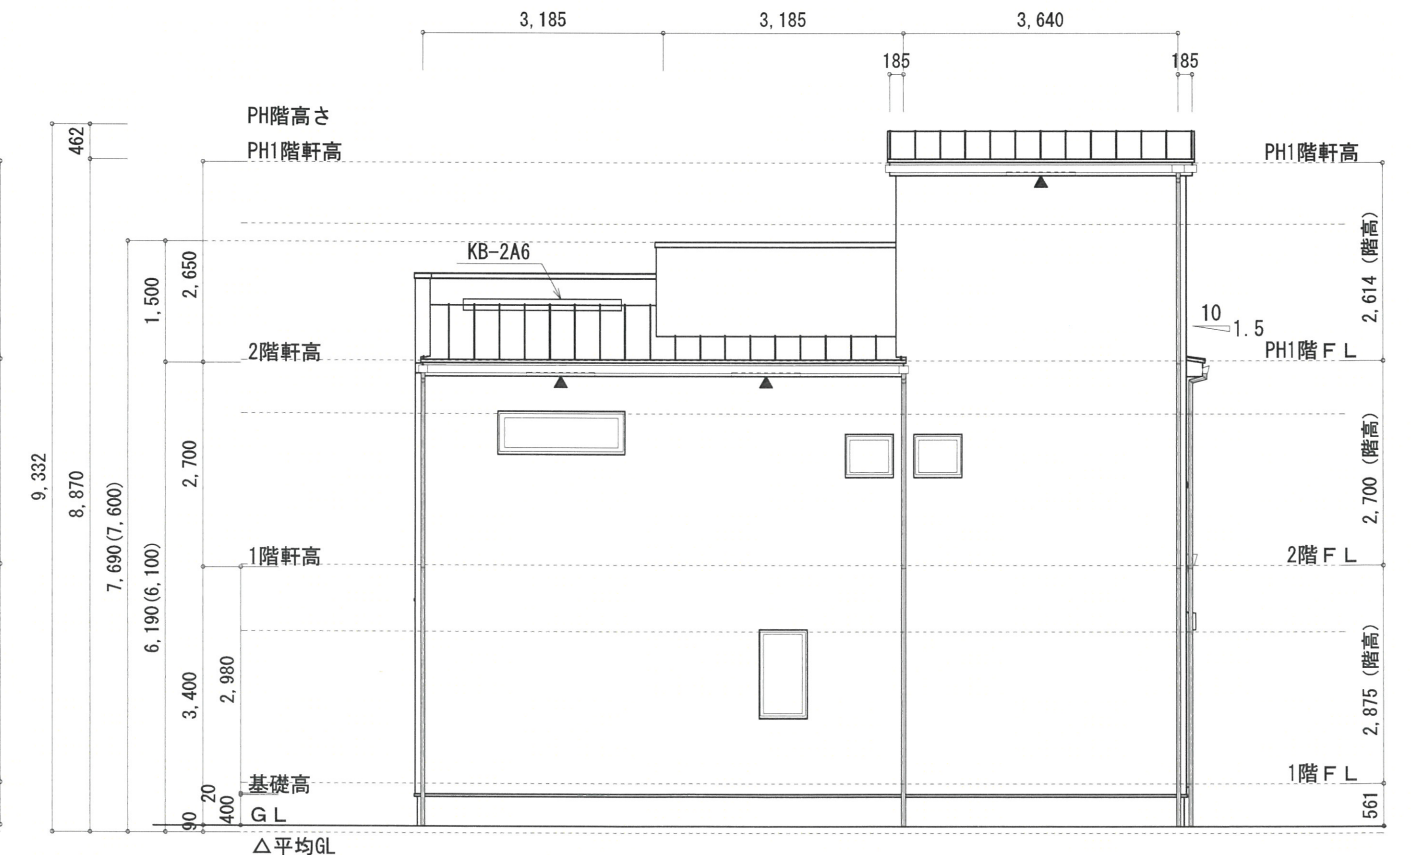 3,185
3,185
3,640
185
185
PH階高さ
462
PH1階軒高
PH1階軒高
2,614 (階高)
KB-2A6
2,650
1,500
10
1.5
2階軒高
PH1階ＦＬ
9,332
8,870
7,690(7,600)
6,190(6,100)
2,700
2,700 (階高)
1階軒高
2階ＦＬ
3,400
2,980
2,875 (階高)
基礎高
1階ＦＬ
20
90
400
ＧＬ
561
△平均GL